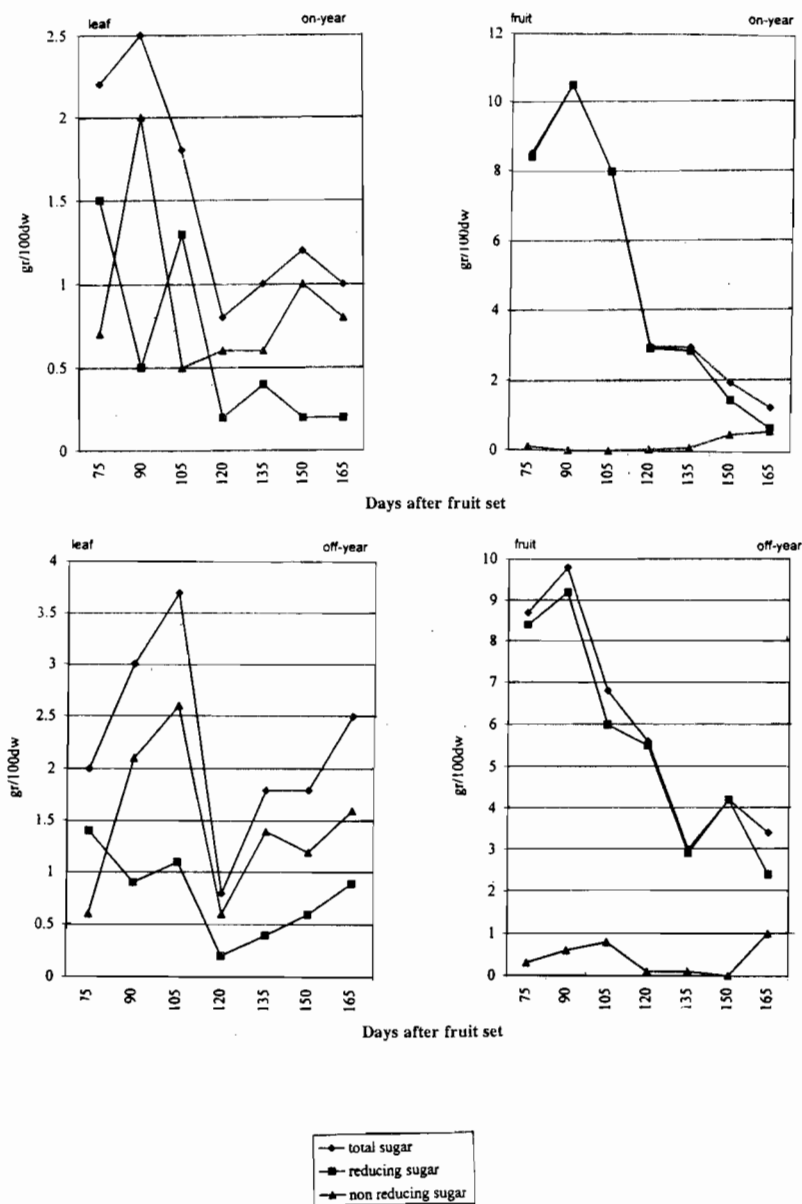 leaf on-year
2.5
2
1.5
1
0.5
0
gr/100dw
75 90 105 120 135 150 165
fruit on-year
12
10
8
6
4
2
0
gr/100dw
75 90 105 120 135 150 165
Days after fruit set
leaf off-year
4
3.5
3
2.5
2
1.5
1
0.5
0
gr/100dw
75 90 105 120 135 150 165
fruit off-year
10
9
8
7
6
5
4
3
2
1
0
gr/100dw
75 90 105 120 135 150 165
Days after fruit set
total sugar
reducing sugar
non reducing sugar